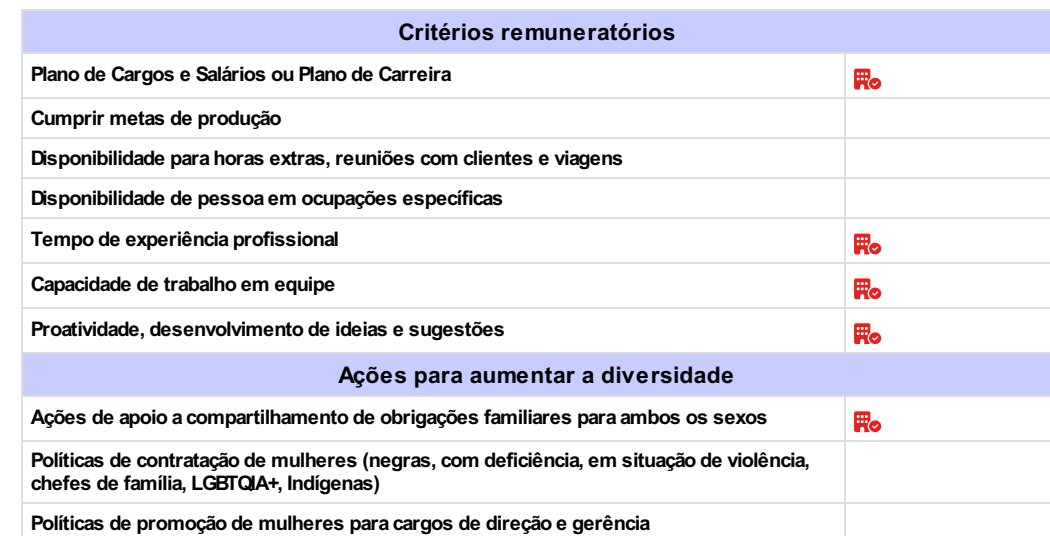 Critérios remuneratórios
Plano de Cargos e Salários ou Plano de Carreira
Cumprir metas de produção
Disponibilidade para horas extras, reuniões com clientes e viagens
Disponibilidade de pessoa em ocupações específicas
Tempo de experiência profissional
Capacidade de trabalho em equipe
Proatividade, desenvolvimento de ideias e sugestões
Ações para aumentar a diversidade
Ações de apoio a compartilhamento de obrigações familiares para ambos os sexos
Políticas de contratação de mulheres (negras, com deficiência, em situação de violência,
chefes de família, LGBTQIA+, Indígenas)
Políticas de promoção de mulheres para cargos de direção e gerência